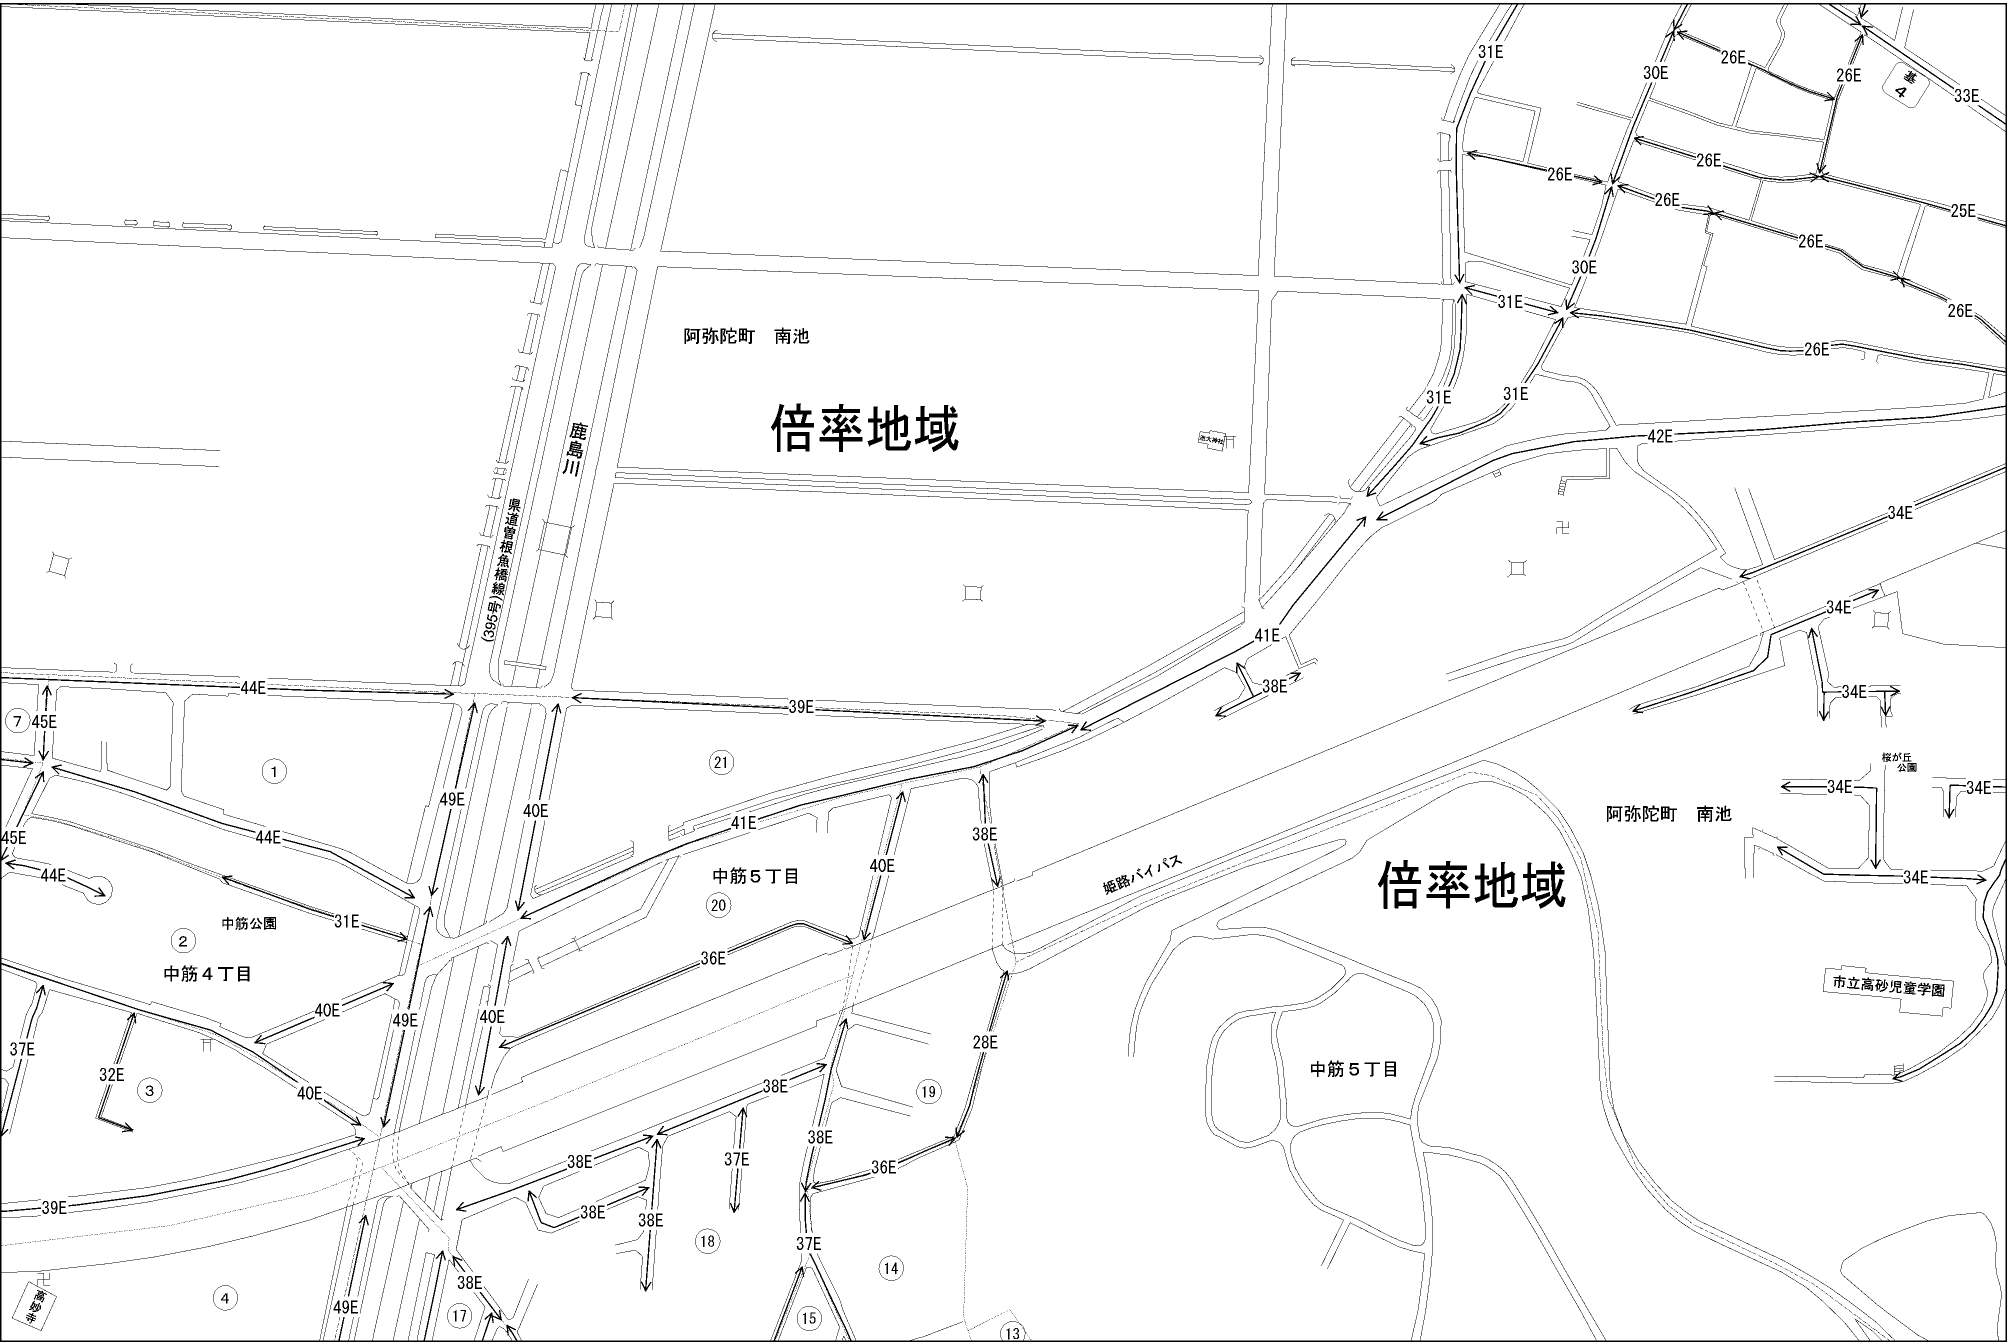 31E
30E
26E
26E
基
4
33E
26E
26E
26E
25E
26E
30E
31E
26E
26E
阿弥陀町　南池
倍率地域
鹿島川
県道曽根魚橋線
(395号)
31E
31E
42E
34E
41E
38E
34E
34E
44E
39E
7
45E
1
21
49E
40E
41E
38E
45E
44E
44E
31E
中筋公園
2
中筋４丁目
中筋５丁目
20
40E
36E
姫路バイパス
桜が丘
公園
34E
34E
阿弥陀町　南池
倍率地域
34E
市立高砂児童学園
40E
49E
40E
37E
32E
3
40E
28E
38E
19
中筋５丁目
38E
37E
38E
36E
39E
38E
38E
18
37E
14
高妙寺
4
49E
38E
17
15
13